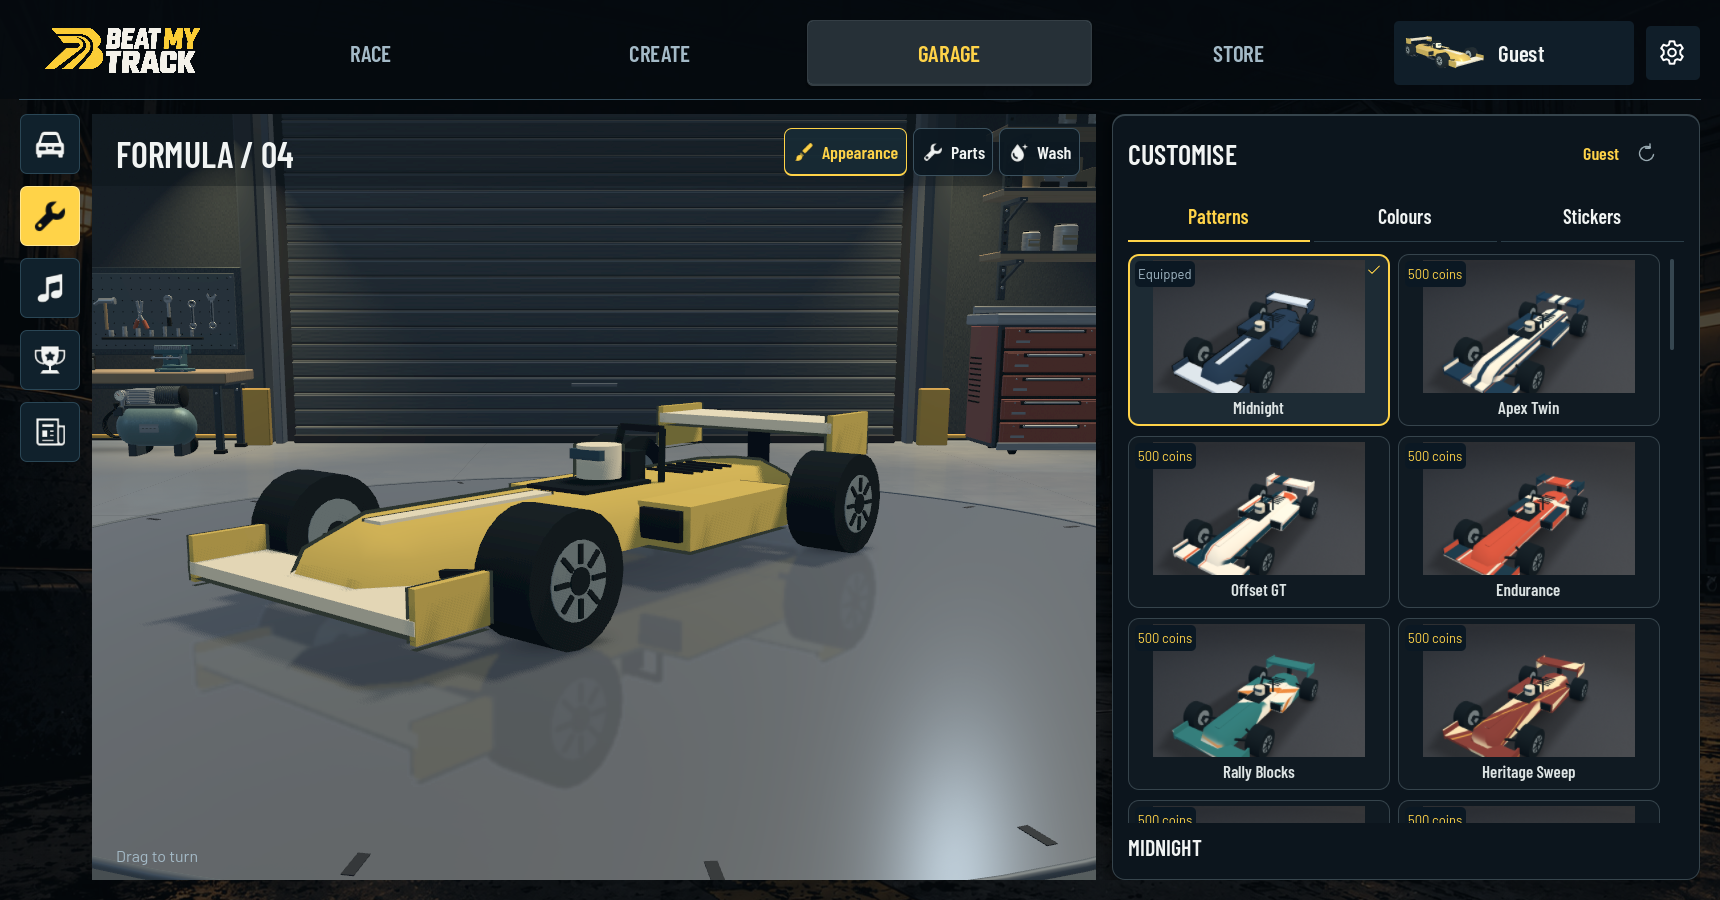 BEAT MY
TRACK
RACE
CREATE
GARAGE
STORE
Guest
FORMULA / 04
Appearance
Parts
Wash
CUSTOMISE
Guest
Patterns
Colours
Stickers
Equipped
500 coins
Midnight
Apex Twin
500 coins
500 coins
Offset GT
Endurance
500 coins
500 coins
Rally Blocks
Heritage Sweep
500 coins
500 coins
MIDNIGHT
Drag to turn